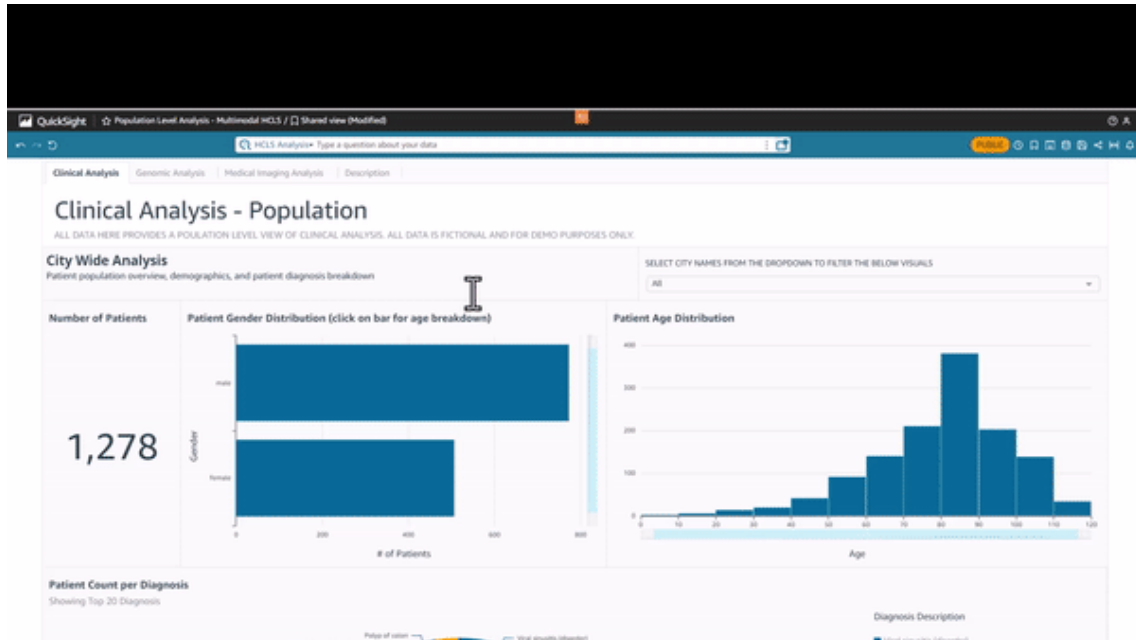 QuickSight
Population Level Analysis - Multimodal HCLS / Shared view (Modified)
HCLS Analysis Type a question about your data
PUBLIC
Clinical Analysis
Genomic Analysis
Medical Imaging Analysis
Description
Clinical Analysis - Population
ALL DATA HERE PROVIDES A POULATION LEVEL VIEW OF CLINICAL ANALYSIS. ALL DATA IS FICTIONAL AND FOR DEMO PURPOSES ONLY.
City Wide Analysis
Patient population overview, demographics, and patient diagnosis breakdown
SELECT CITY NAMES FROM THE DROPDOWN TO FILTER THE BELOW VISUALS
All
Number of Patients
1,278
Patient Gender Distribution (click on bar for age breakdown)
Gender
male
female
0 200 400 600 800
# of Patients
Patient Age Distribution
400
300
200
100
0
0 10 20 30 40 50 60 70 80 90 100 110 120
Age
Patient Count per Diagnosis
Showing Top 20 Diagnosis
Polyp of colon
Viral sinusitis (disorder)
Diagnosis Description
Viral sinusitis (disorder)